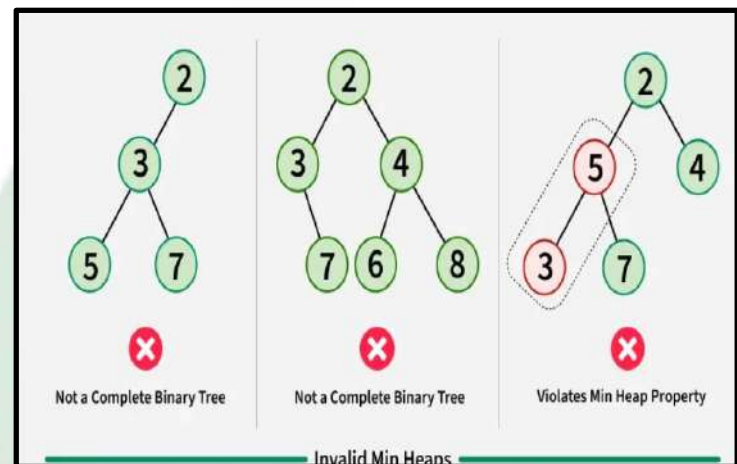 2
3
5 7
Not a Complete Binary Tree
2
3 4
7 6 8
Not a Complete Binary Tree
2
5 4
3 7
Violates Min Heap Property
Invalid Min Heaps